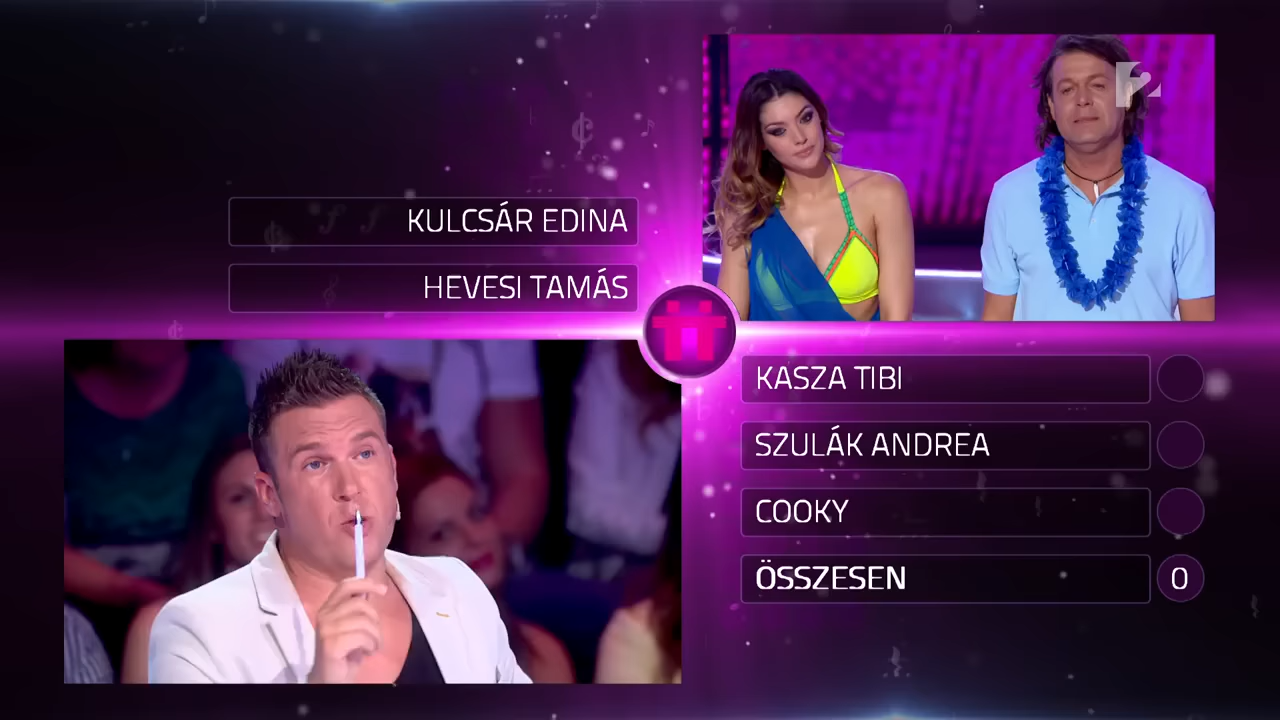 KULCSÁR EDINA
HEVESI TAMÁS
KASZA TIBI
SZULÁK ANDREA
COOKY
ÖSSZESEN 0